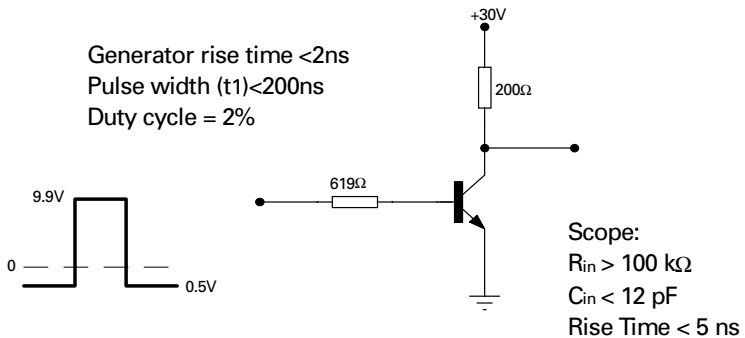 +30V
Generator rise time <2ns
Pulse width (t1)<200ns
Duty cycle = 2%
200Ω
619Ω
9.9V
0
0.5V
Scope:
Rin > 100 kΩ
Cin < 12 pF
Rise Time < 5 ns